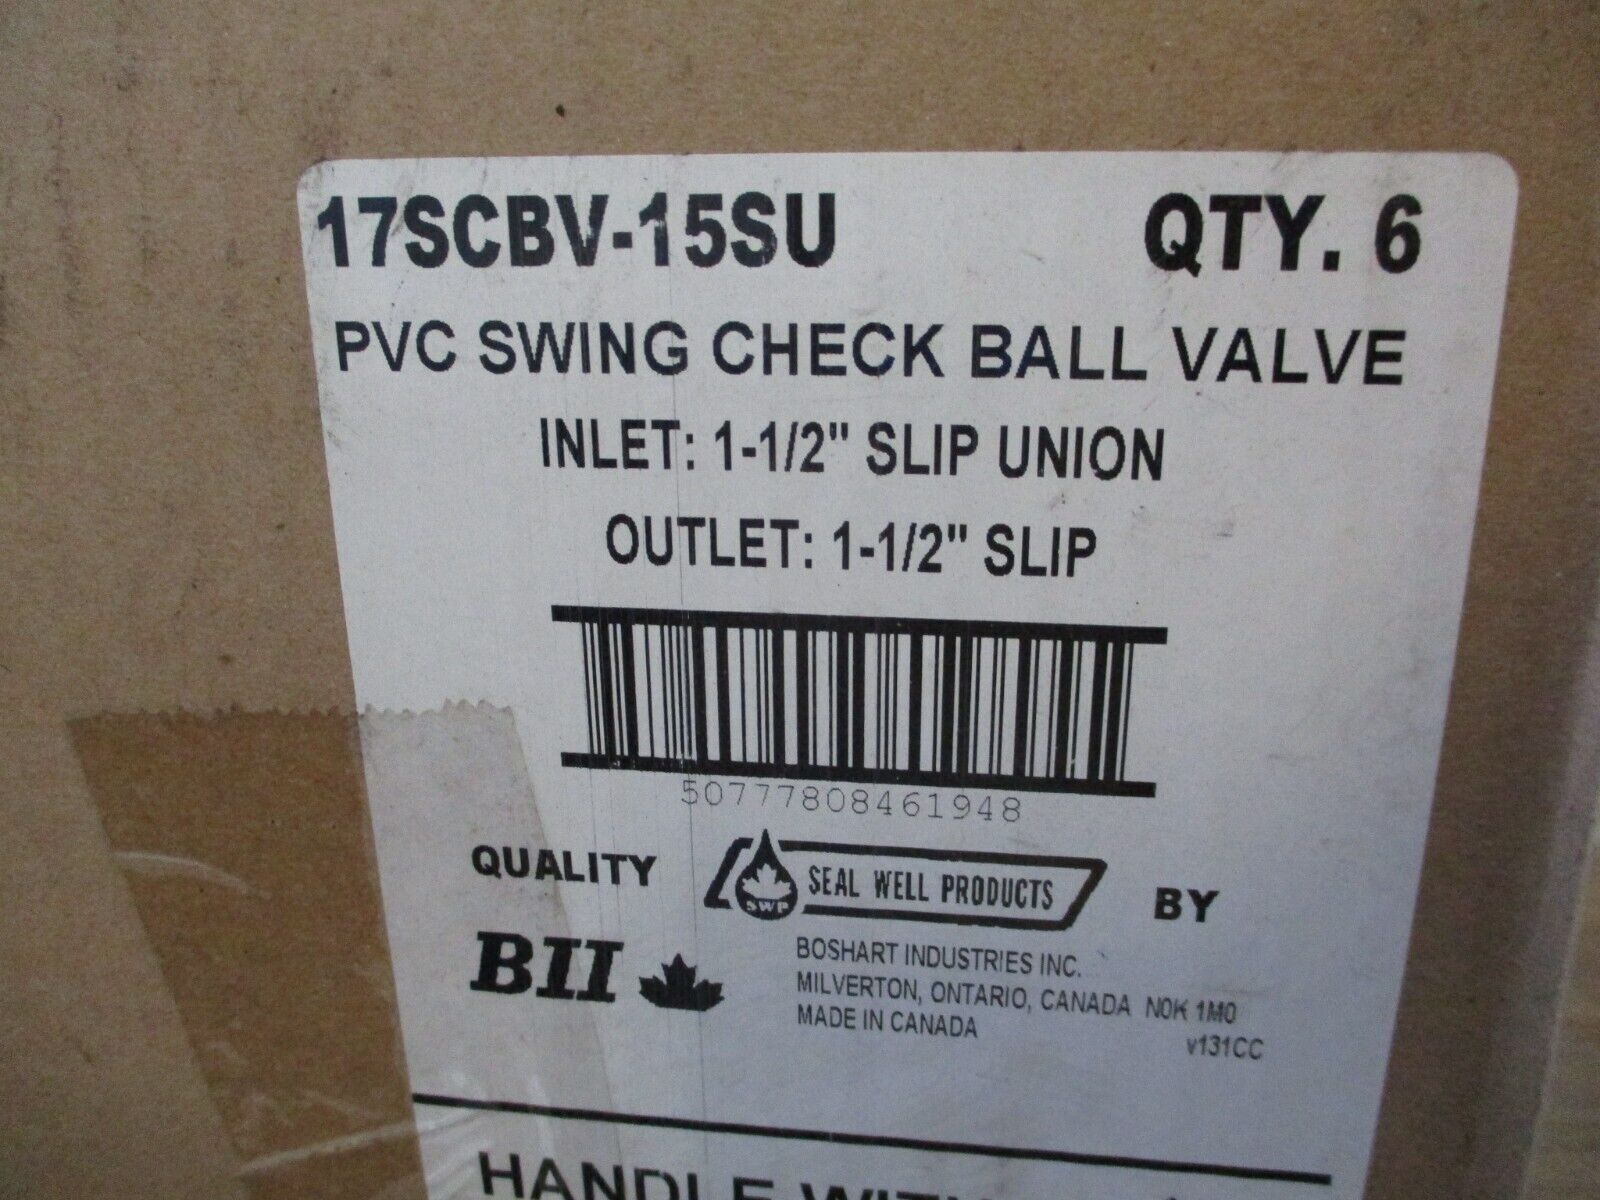 17SCBV-15SU QTY. 6
PVC SWING CHECK BALL VALVE
INLET: 1-1/2" SLIP UNION
OUTLET: 1-1/2" SLIP
50777808461948
QUALITY SWP SEAL WELL PRODUCTS BY
BII
BOSHART INDUSTRIES INC.
MILVERTON, ONTARIO, CANADA N0K 1M0
MADE IN CANADA
v131CC
HANDLE WITH